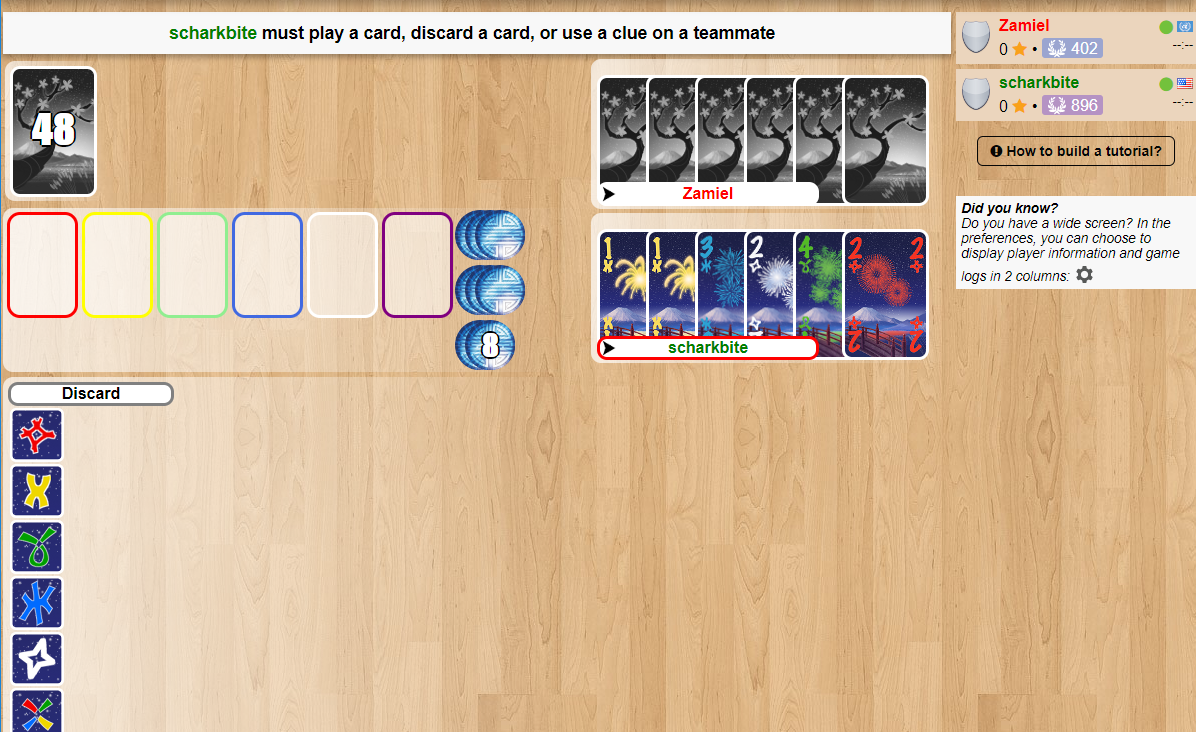 scharkbite must play a card, discard a card, or use a clue on a teammate
Zamiel
0 • 402
--:--
scharkbite
0 • 896
--:--
How to build a tutorial?
Did you know?
Do you have a wide screen? In the
preferences, you can choose to
display player information and game
logs in 2 columns:
48
Zamiel
8
1 1 3 2 4 2 2
2 2
scharkbite
Discard